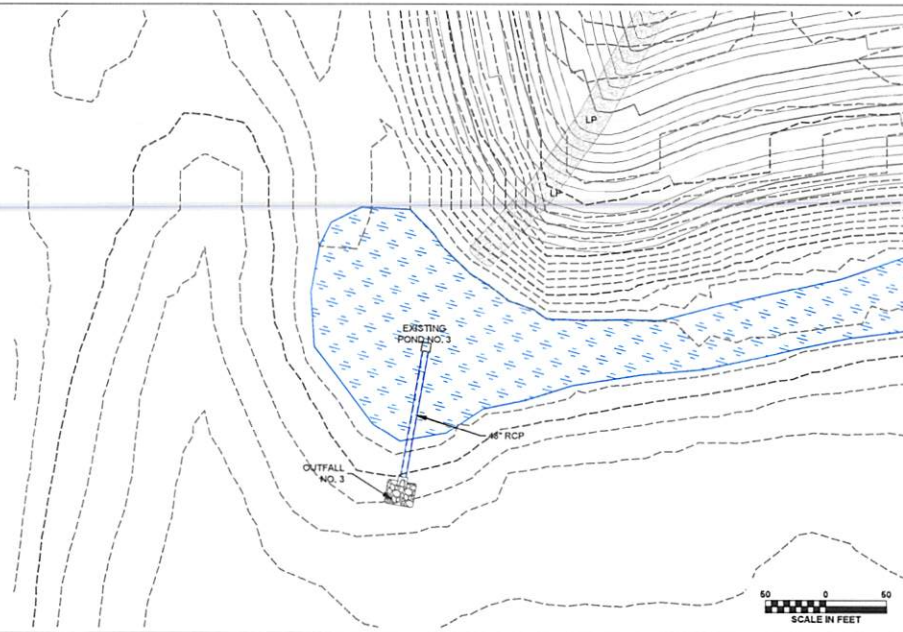 LP
LP
EXISTING
POND NO. 3
48" RCP
OUTFALL
NO. 3
50 0 50
SCALE IN FEET